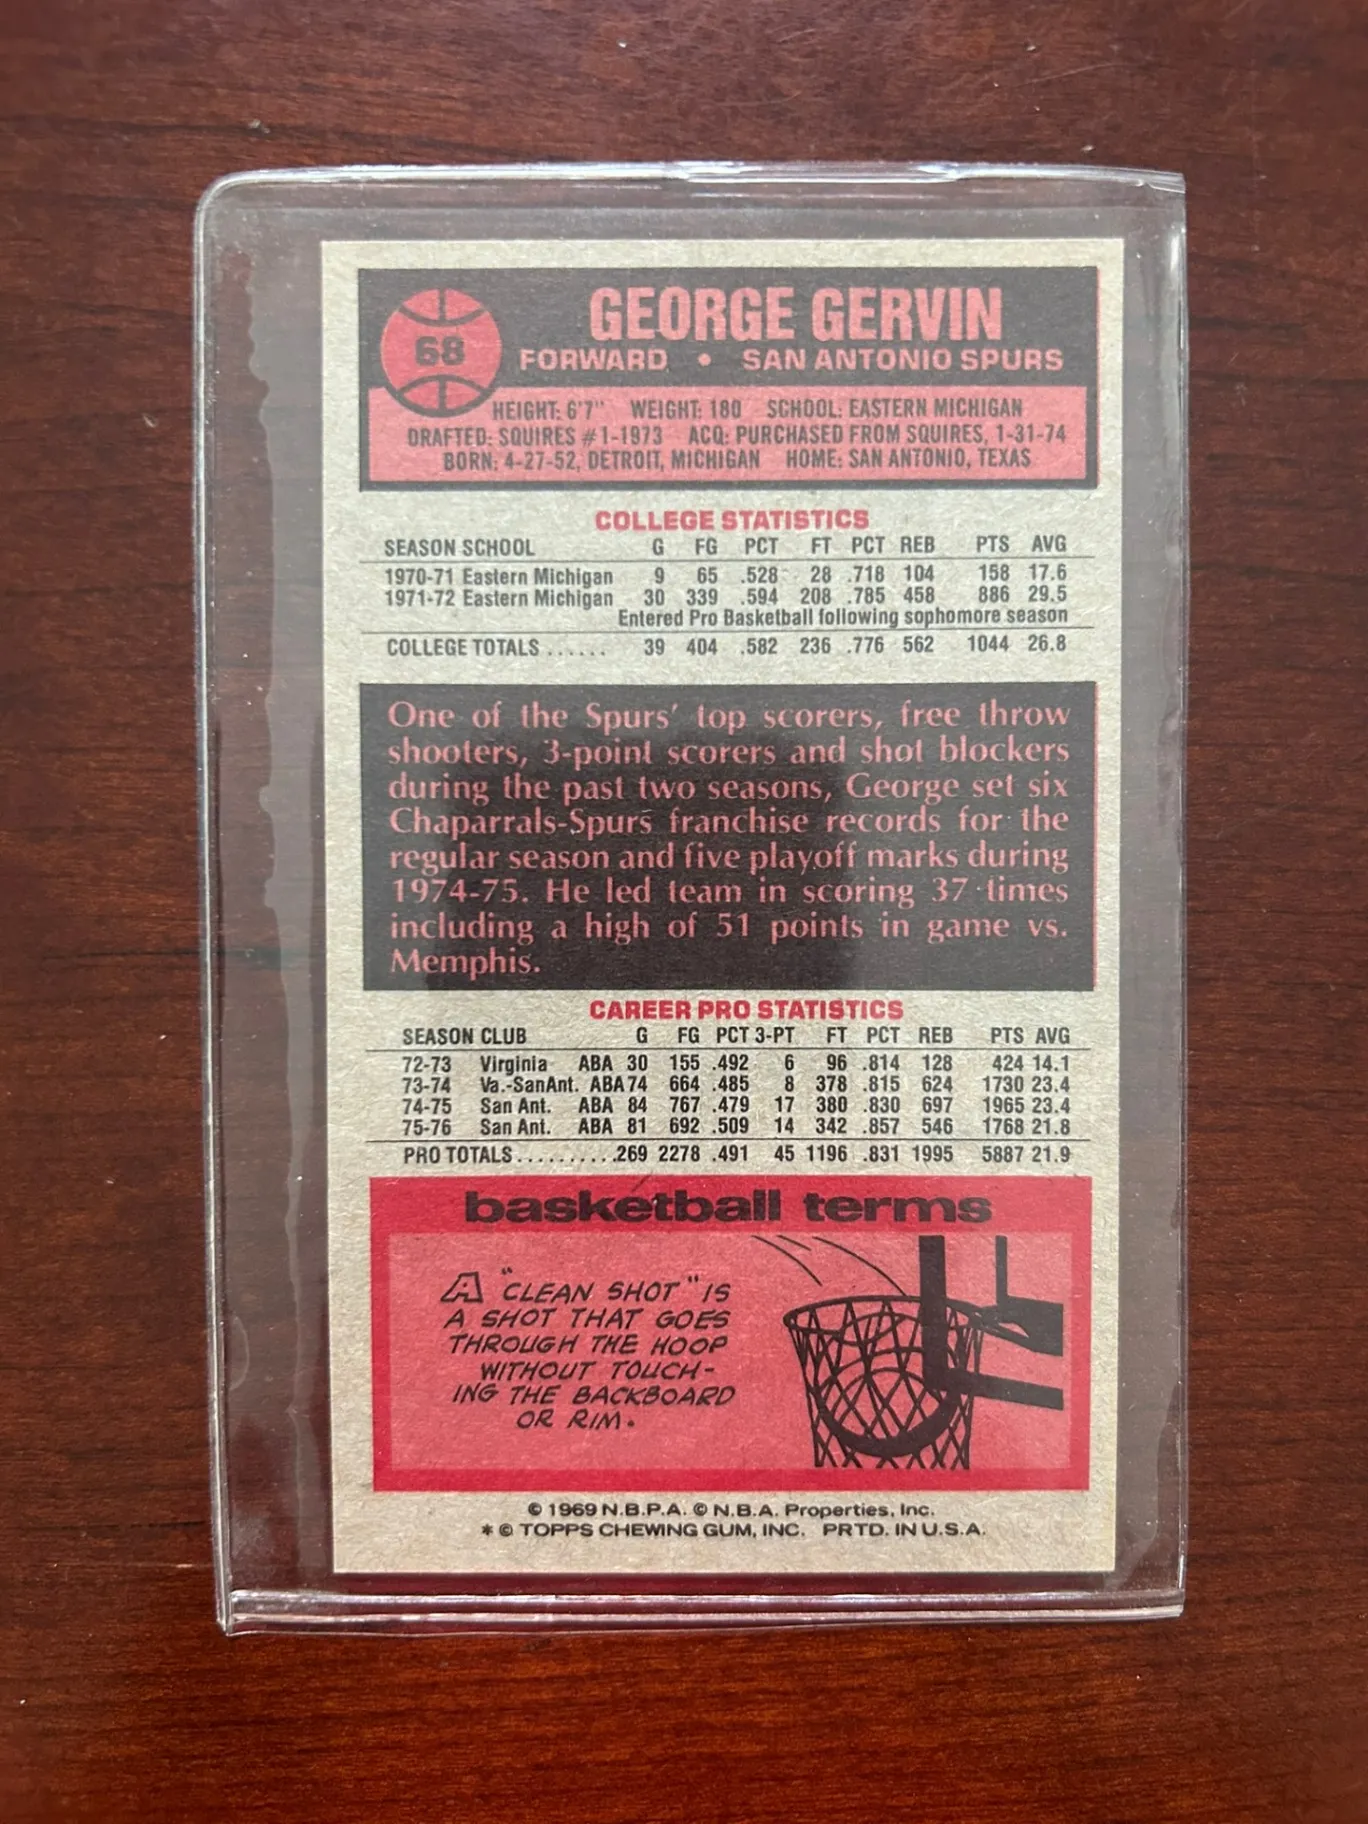 68
GEORGE GERVIN
FORWARD • SAN ANTONIO SPURS
HEIGHT: 6'7" WEIGHT: 180 SCHOOL: EASTERN MICHIGAN
DRAFTED: SQUIRES #1-1973 ACQ: PURCHASED FROM SQUIRES, 1-31-74
BORN: 4-27-52, DETROIT, MICHIGAN HOME: SAN ANTONIO, TEXAS
COLLEGE STATISTICS
SEASON SCHOOL G FG PCT FT PCT REB PTS AVG
1970-71 Eastern Michigan 9 65 .528 28 .718 104 158 17.6
1971-72 Eastern Michigan 30 339 .594 208 .785 458 886 29.5
Entered Pro Basketball following sophomore season
COLLEGE TOTALS ...... 39 404 .582 236 .776 562 1044 26.8
One of the Spurs' top scorers, free throw
shooters, 3-point scorers and shot blockers
during the past two seasons, George set six
Chaparrals-Spurs franchise records for the
regular season and five playoff marks during
1974-75. He led team in scoring 37 times
including a high of 51 points in game vs.
Memphis.
CAREER PRO STATISTICS
SEASON CLUB G FG PCT 3-PT FT PCT REB PTS AVG
72-73 Virginia ABA 30 155 .492 6 96 .814 128 424 14.1
73-74 Va.-SanAnt. ABA 74 664 .485 8 378 .815 624 1730 23.4
74-75 San Ant. ABA 84 767 .479 17 380 .830 697 1965 23.4
75-76 San Ant. ABA 81 692 .509 14 342 .857 546 1768 21.8
PRO TOTALS..........269 2278 .491 45 1196 .831 1995 5887 21.9
basketball terms
A "CLEAN SHOT" IS
A SHOT THAT GOES
THROUGH THE HOOP
WITHOUT TOUCH-
ING THE BACKBOARD
OR RIM.
© 1969 N.B.P.A. © N.B.A. Properties, Inc.
* © TOPPS CHEWING GUM, INC. PRTD. IN U.S.A.